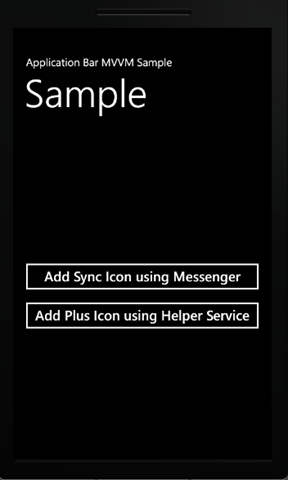 Application Bar MVVM Sample
Sample
Add Sync Icon using Messenger
Add Plus Icon using Helper Service